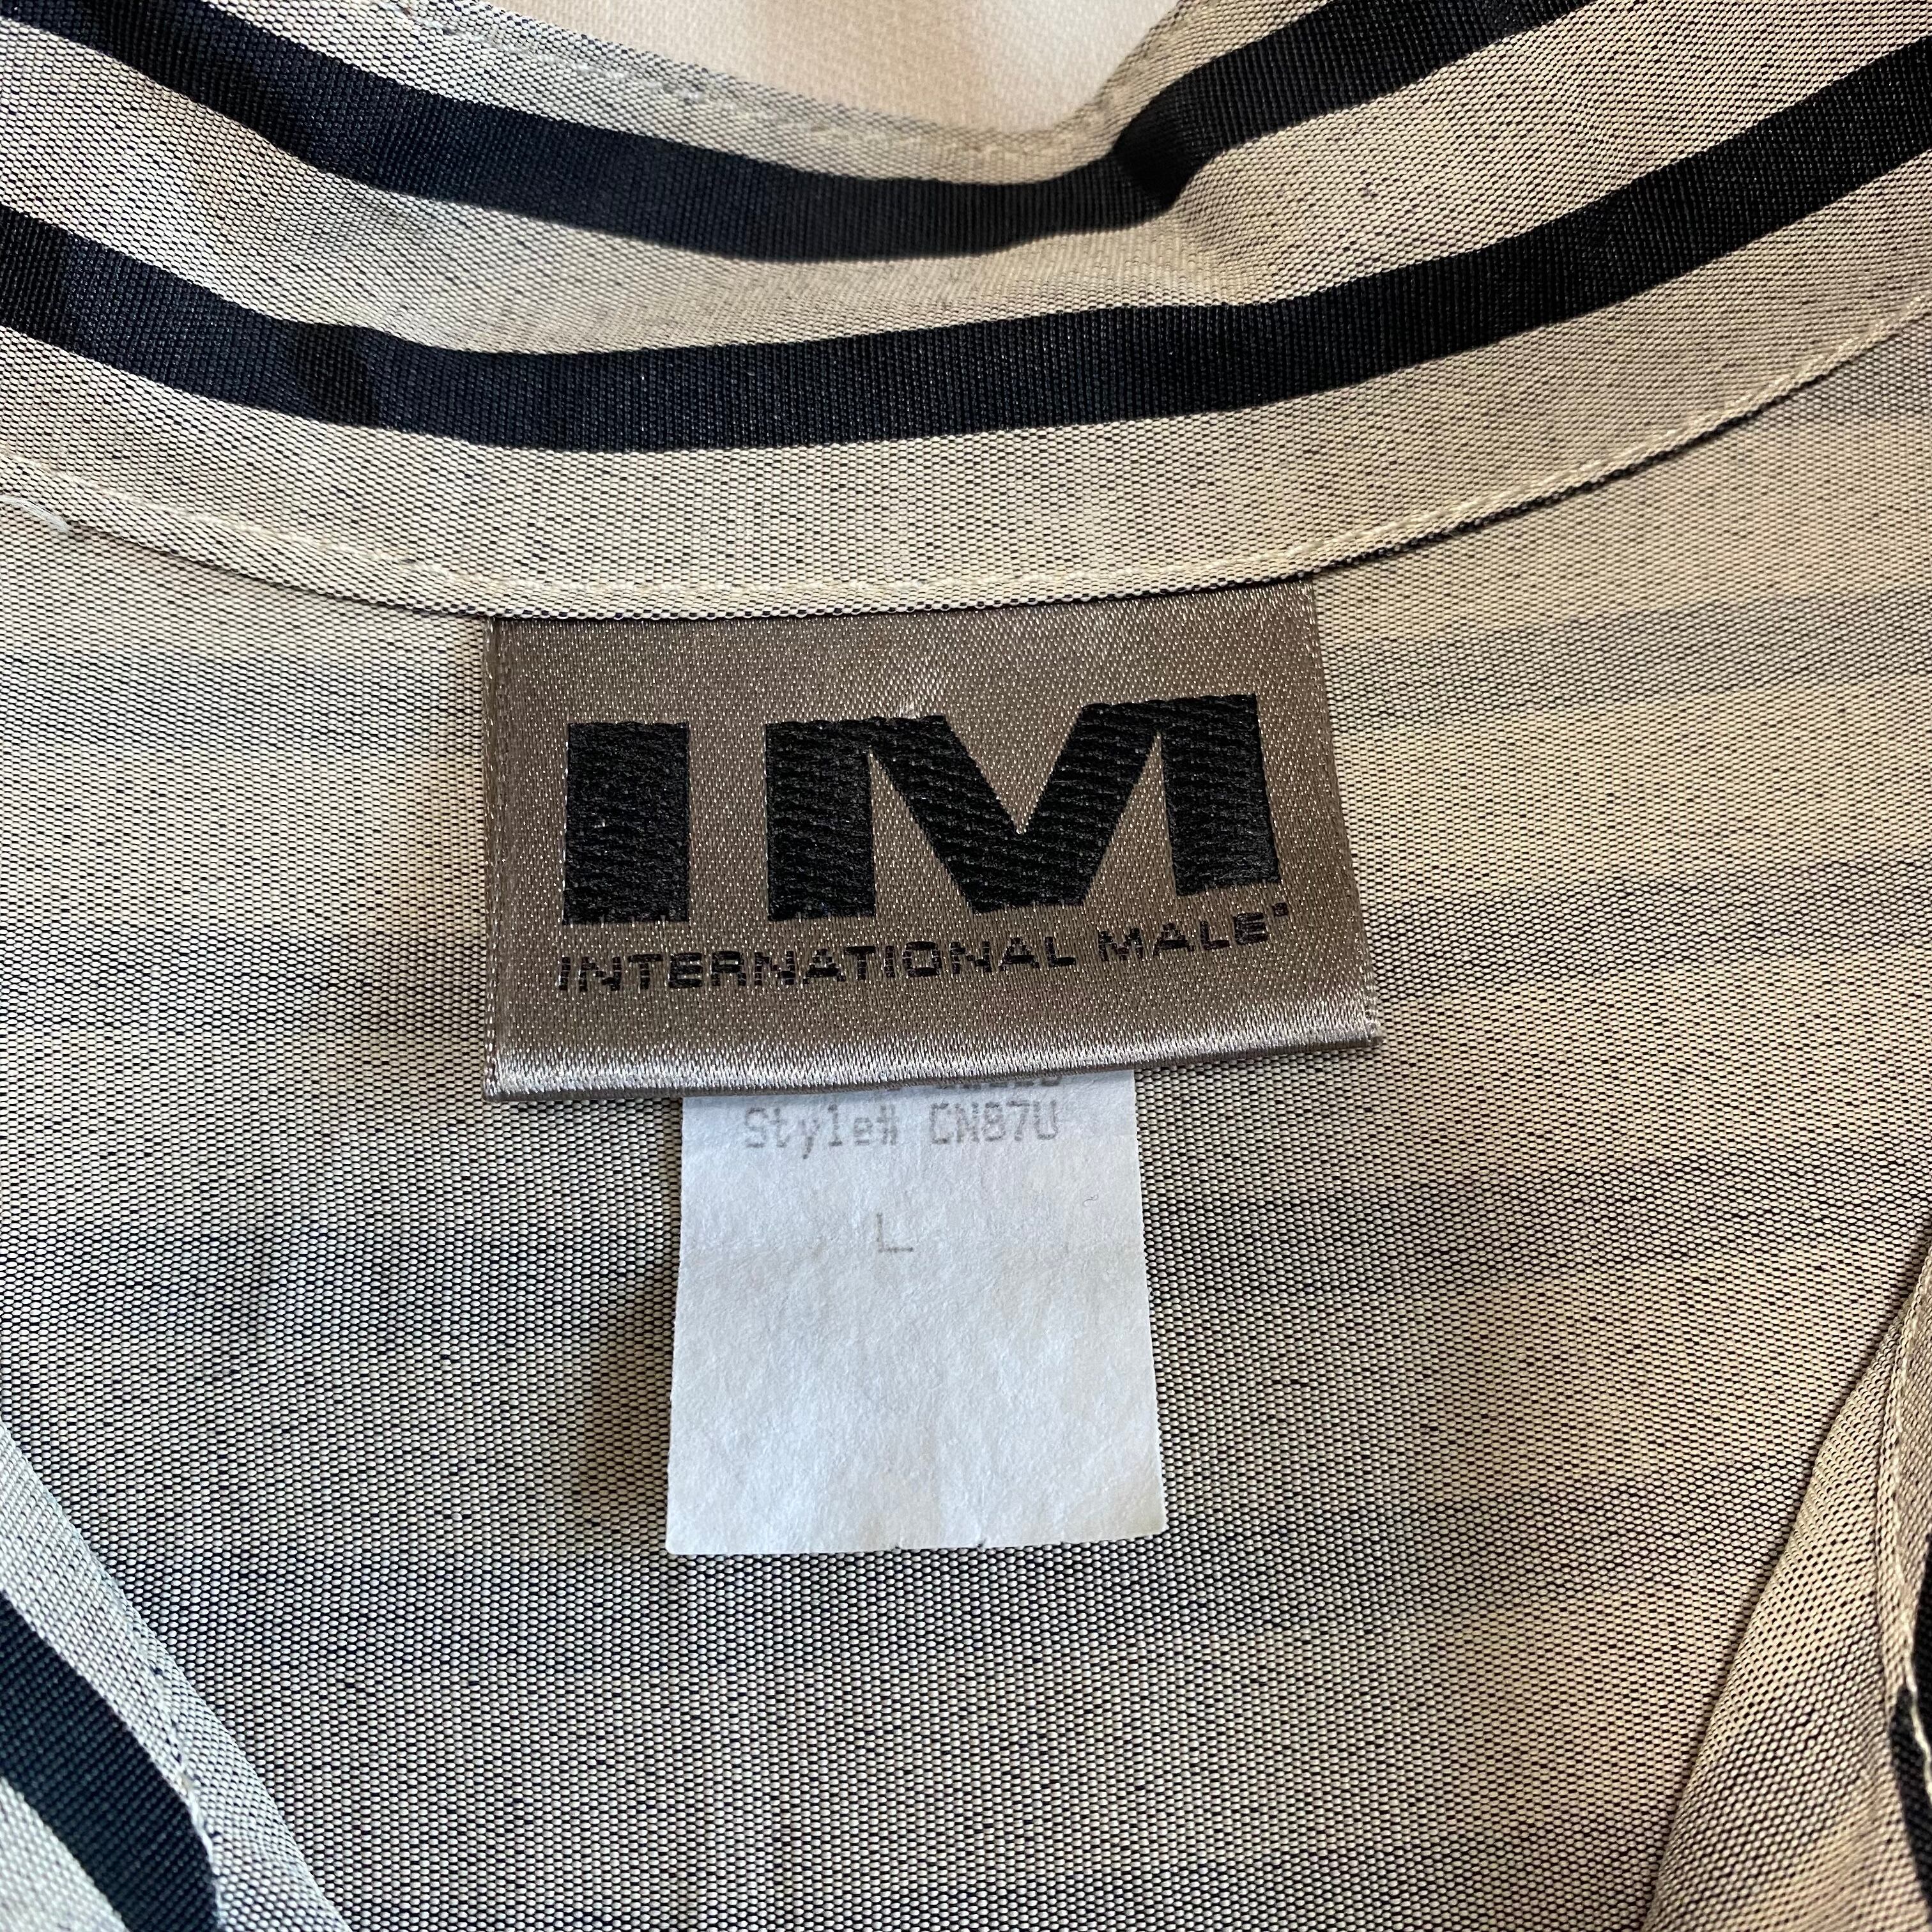 IM
INTERNATIONAL MALE®
Style# CN87U
L